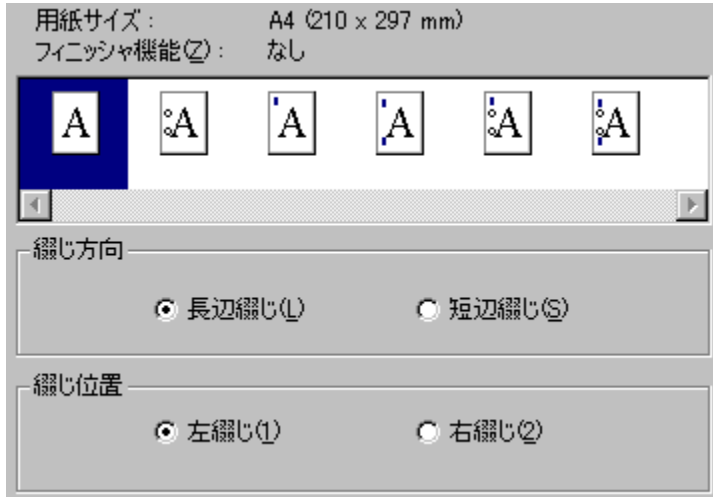 用紙サイズ： A4 (210 x 297 mm)
フィニッシャ機能(Z)： なし
A A A A A A
綴じ方向
長辺綴じ(L) 短辺綴じ(S)
綴じ位置
左綴じ(1) 右綴じ(2)